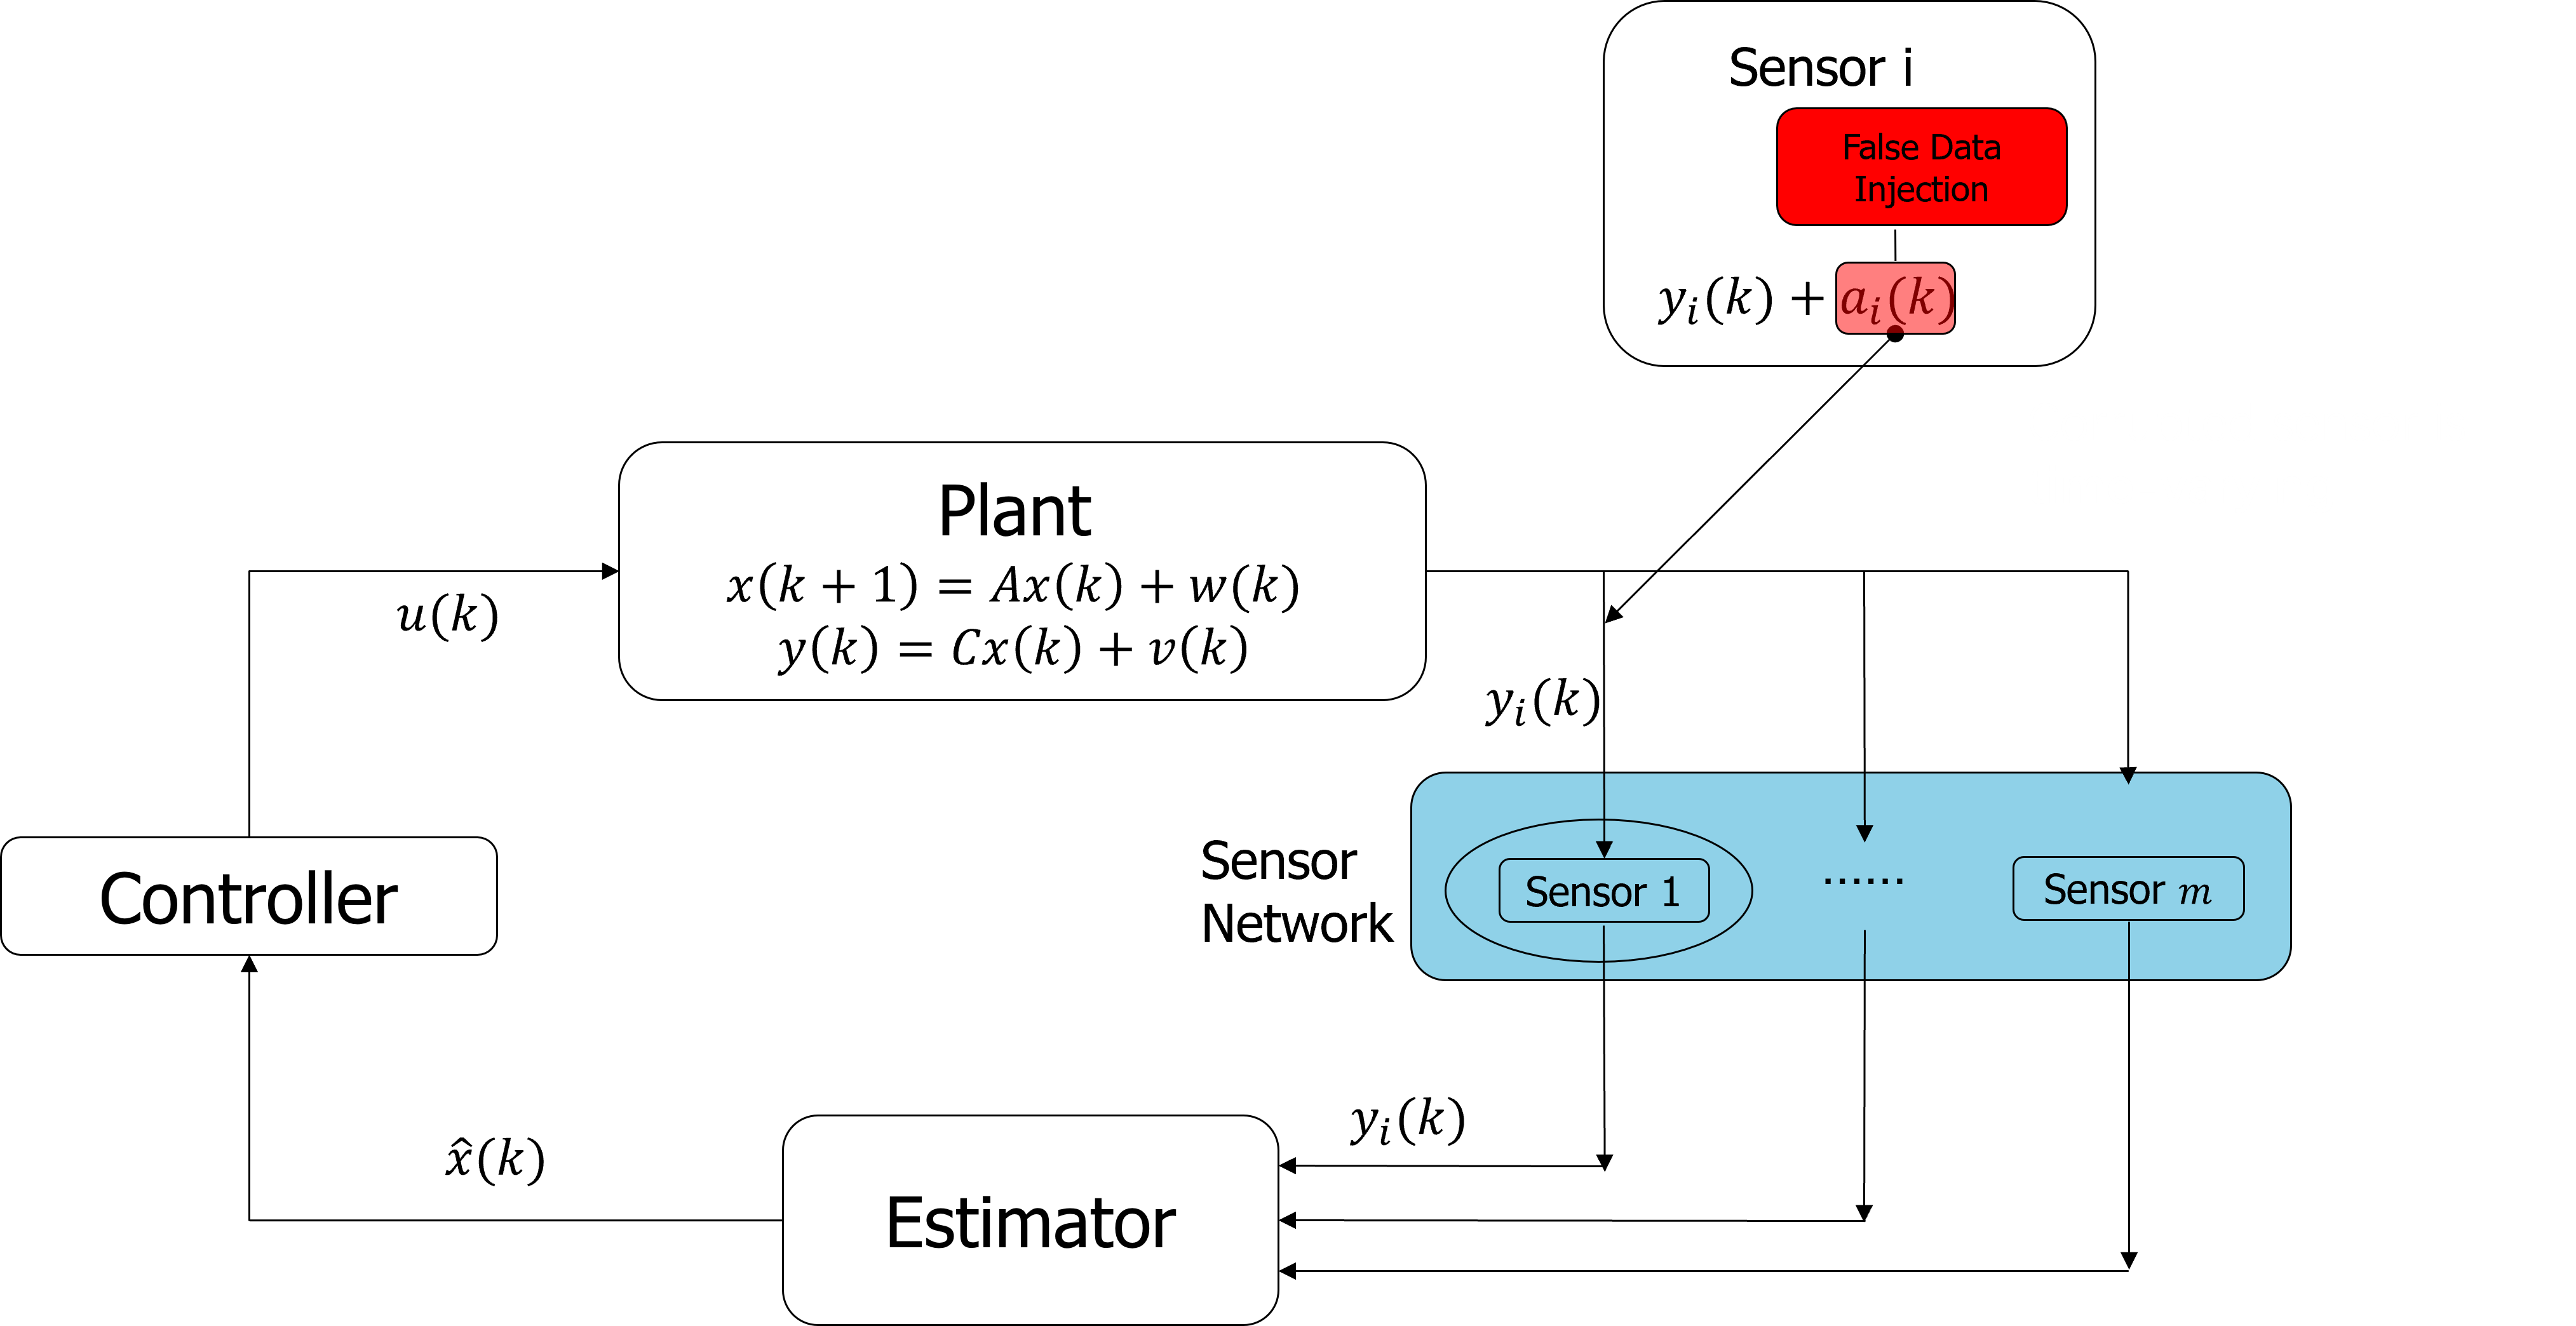 Sensor i
False Data
Injection
yᵢ(k) + aᵢ(k)
Plant
x(k + 1) = Ax(k) + w(k)
y(k) = Cx(k) + v(k)
u(k)
yᵢ(k)
Controller
Sensor
Network
Sensor 1
......
Sensor m
yᵢ(k)
x̂(k)
Estimator